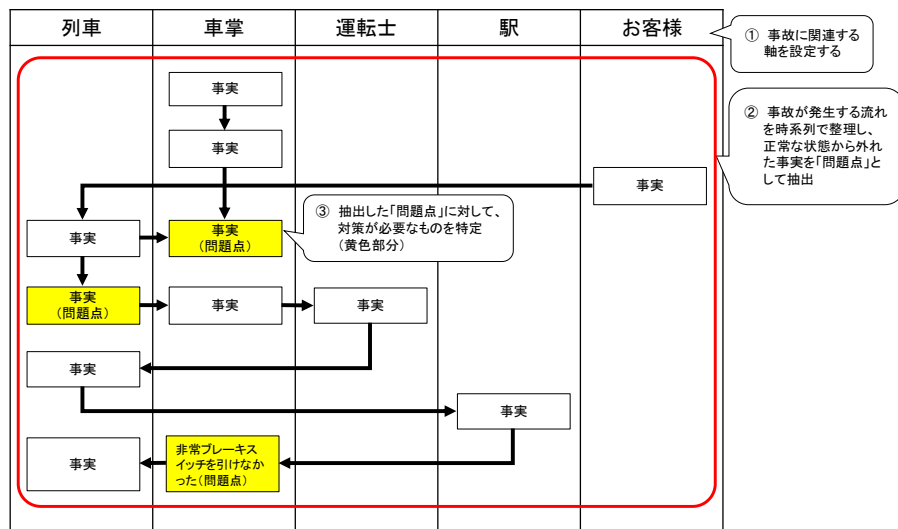 列車
車掌
運転士
駅
お客様
① 事故に関連する
軸を設定する
事実
② 事故が発生する流れ
を時系列で整理し、
正常な状態から外れ
た事実を「問題点」と
して抽出
事実
事実
③ 抽出した「問題点」に対して、
対策が必要なものを特定
(黄色部分)
事実
事実
(問題点)
事実
(問題点)
事実
事実
事実
事実
事実
非常ブレーキス
イッチを引けなか
った(問題点)